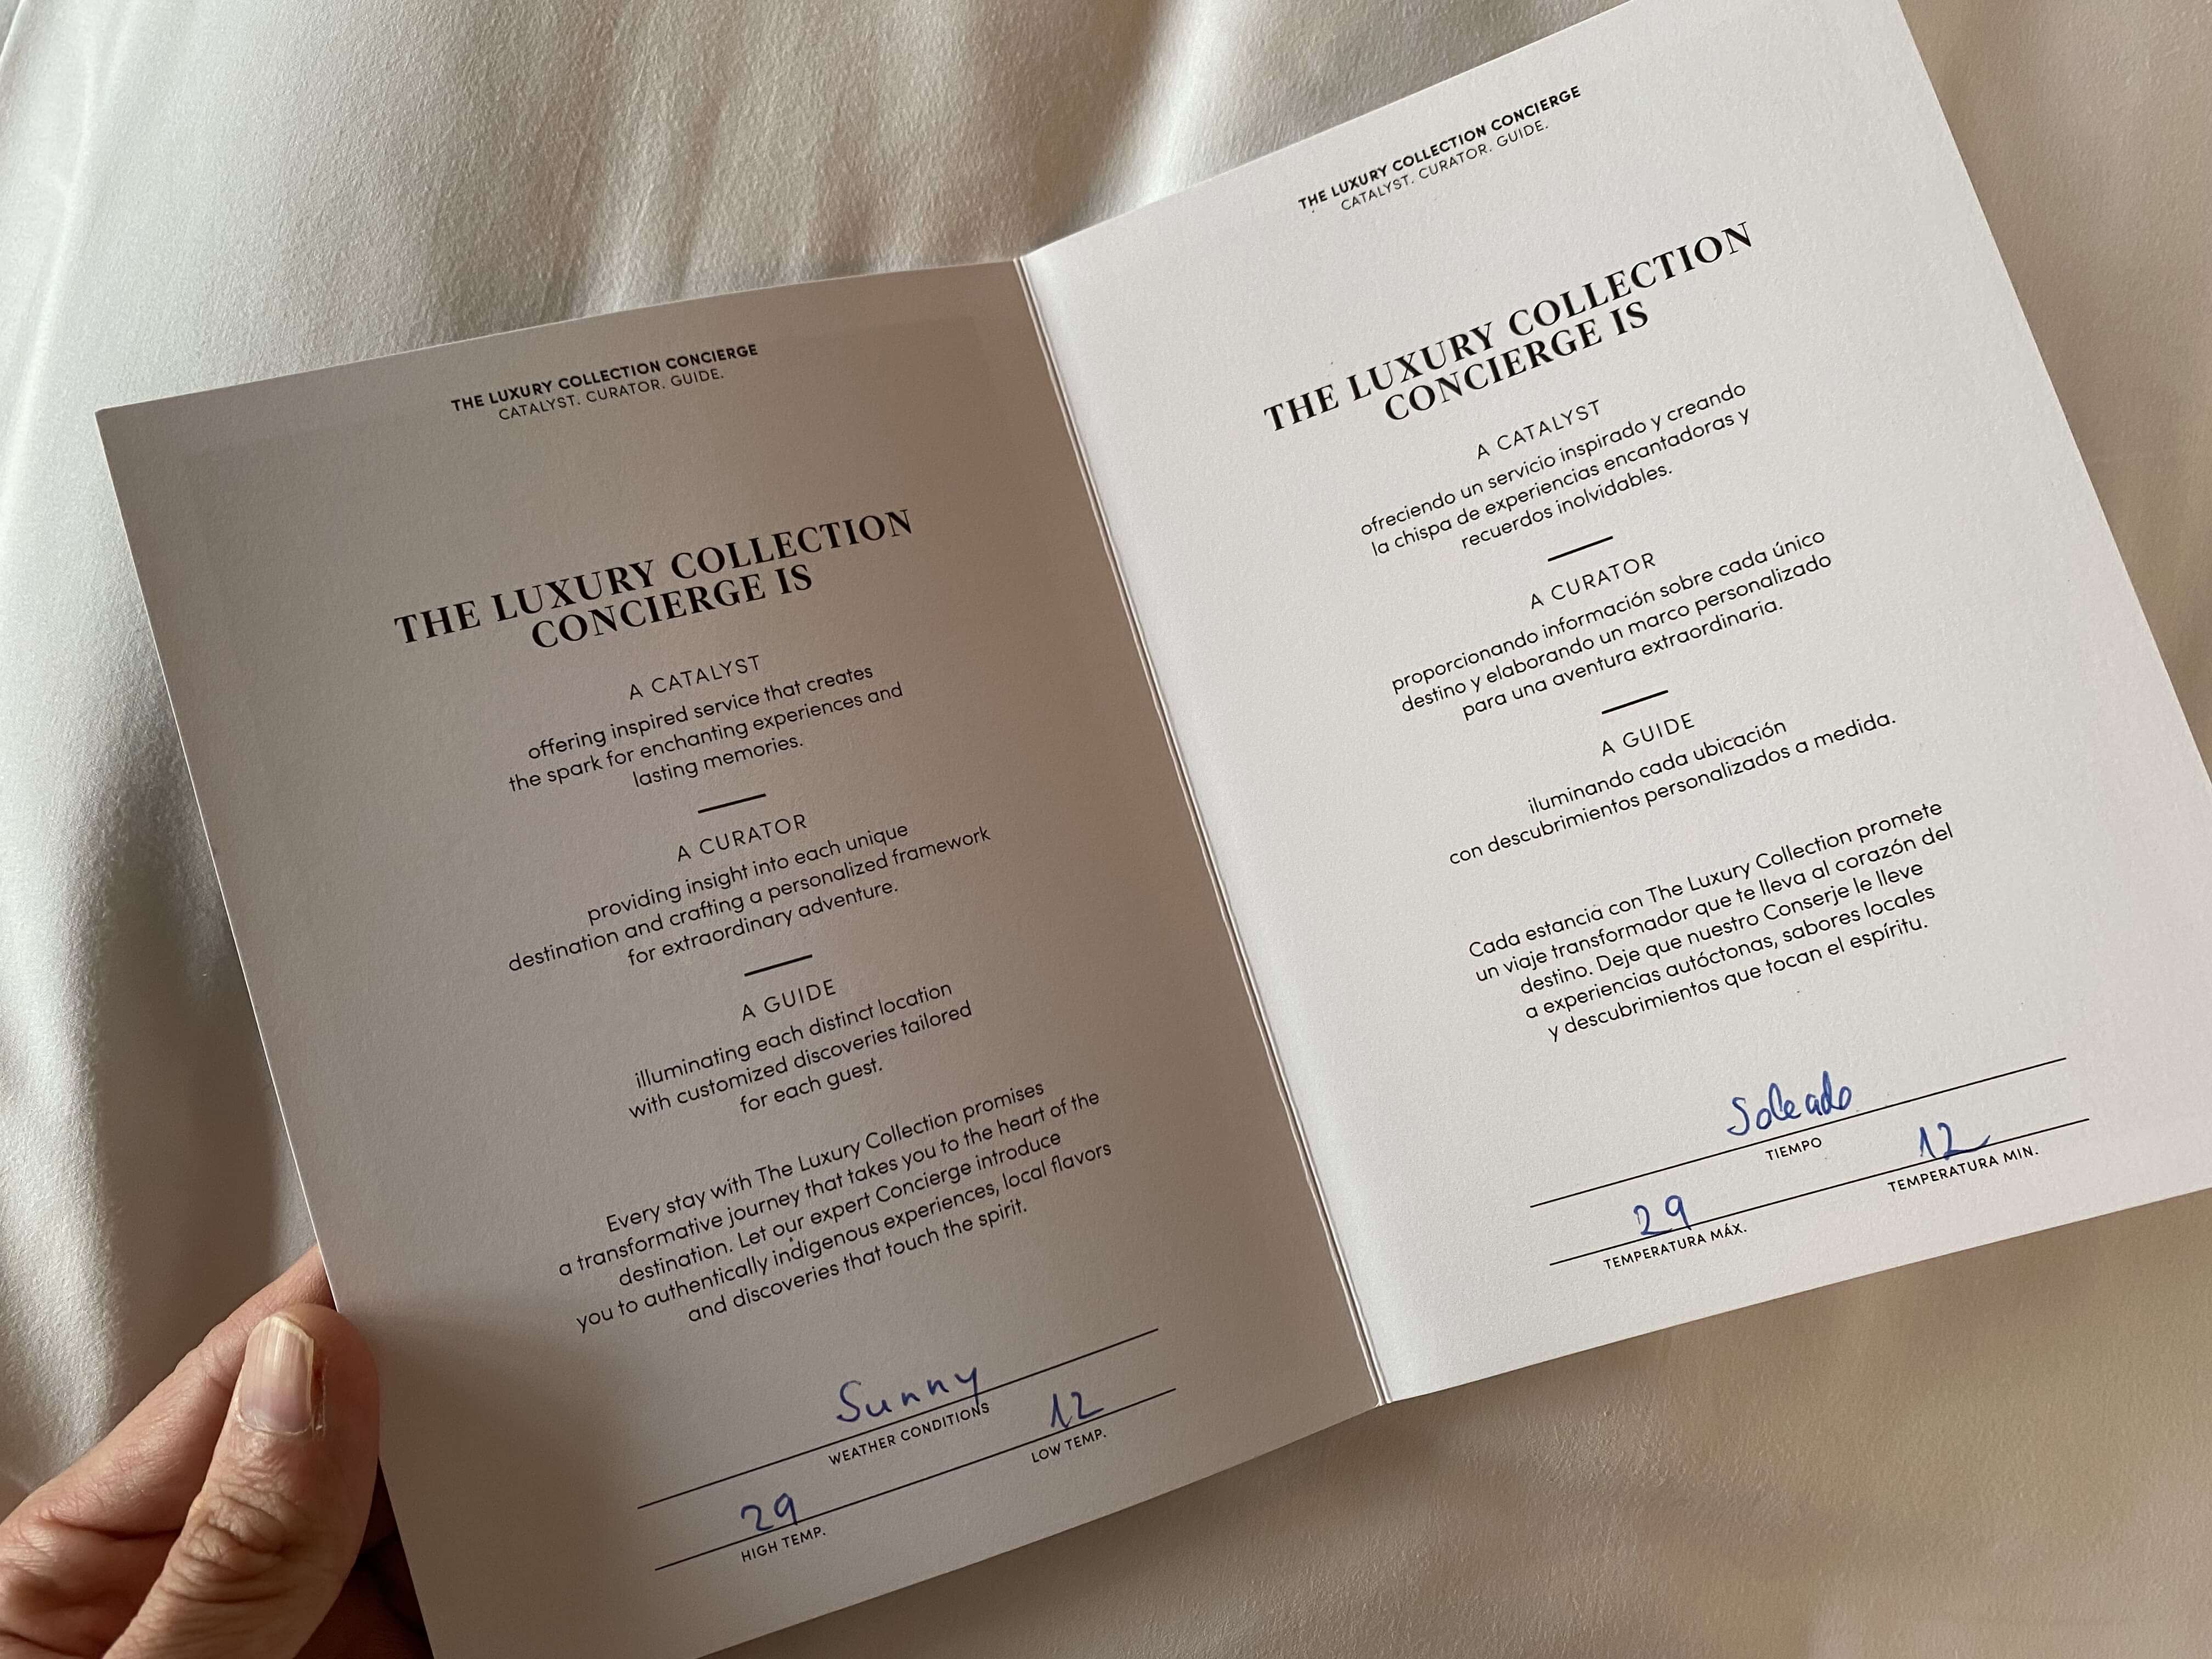 THE LUXURY COLLECTION CONCIERGE
CATALYST. CURATOR. GUIDE.
THE LUXURY COLLECTION
CONCIERGE IS
A CATALYST
offering inspired service that creates
the spark for enchanting experiences and
lasting memories.
A CURATOR
providing insight into each unique
destination and crafting a personalized framework
for extraordinary adventure.
A GUIDE
illuminating each distinct location
with customized discoveries tailored
for each guest.
Every stay with The Luxury Collection promises
a transformative journey that takes you to the heart of the
destination. Let our expert Concierge introduce
you to authentically indigenous experiences, local flavors
and discoveries that touch the spirit.
Sunny
WEATHER CONDITIONS
29 12
HIGH TEMP. LOW TEMP.
THE LUXURY COLLECTION CONCIERGE
CATALYST. CURATOR. GUIDE.
THE LUXURY COLLECTION
CONCIERGE IS
A CATALYST
ofreciendo un servicio inspirado y creando
la chispa de experiencias encantadoras y
recuerdos inolvidables.
A CURATOR
proporcionando información sobre cada único
destino y elaborando un marco personalizado
para una aventura extraordinaria.
A GUIDE
iluminando cada ubicación
con descubrimientos personalizados a medida.
Cada estancia con The Luxury Collection promete
un viaje transformador que te lleva al corazón del
destino. Deje que nuestro Conserje le lleve
a experiencias autóctonas, sabores locales
y descubrimientos que tocan el espíritu.
Soleado
TIEMPO
29 12
TEMPERATURA MÁX. TEMPERATURA MIN.